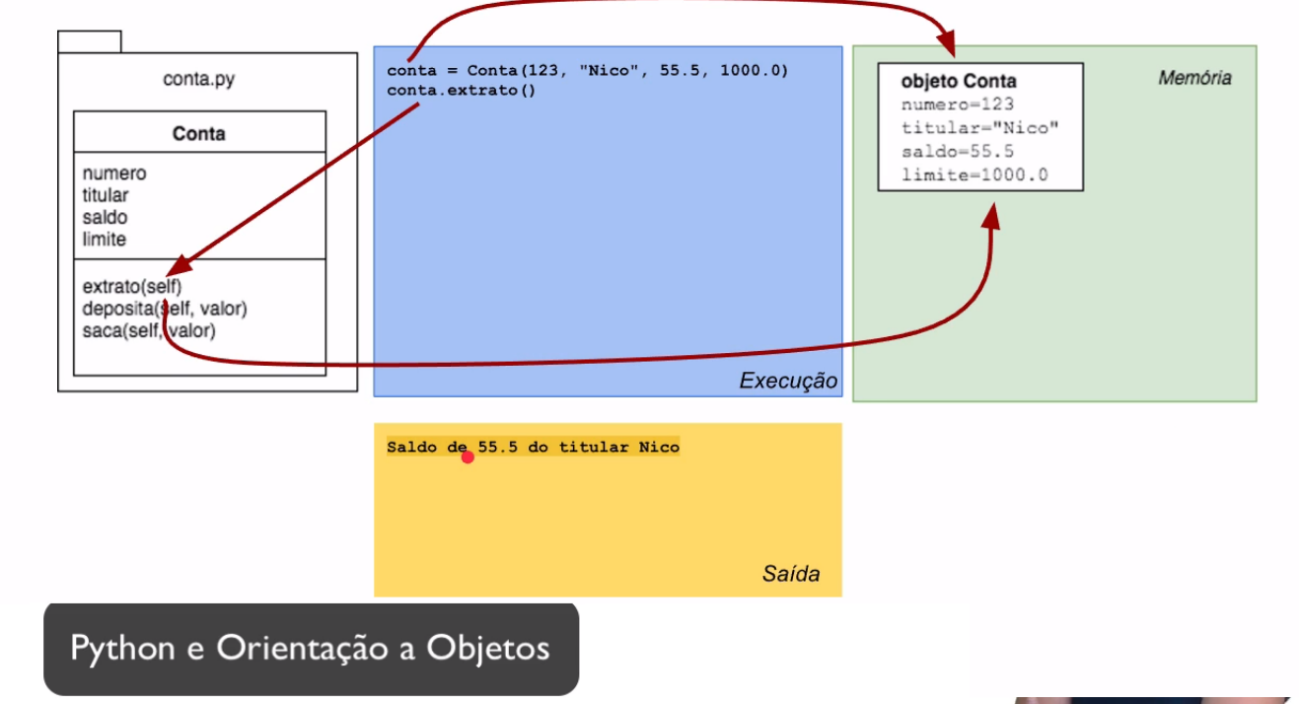 conta.py
Conta
numero
titular
saldo
limite
extrato(self)
deposita(self, valor)
saca(self, valor)
conta = Conta(123, "Nico", 55.5, 1000.0)
conta.extrato()
Execução
objeto Conta
numero=123
titular="Nico"
saldo=55.5
limite=1000.0
Memória
Saldo de 55.5 do titular Nico
Saída
Python e Orientação a Objetos